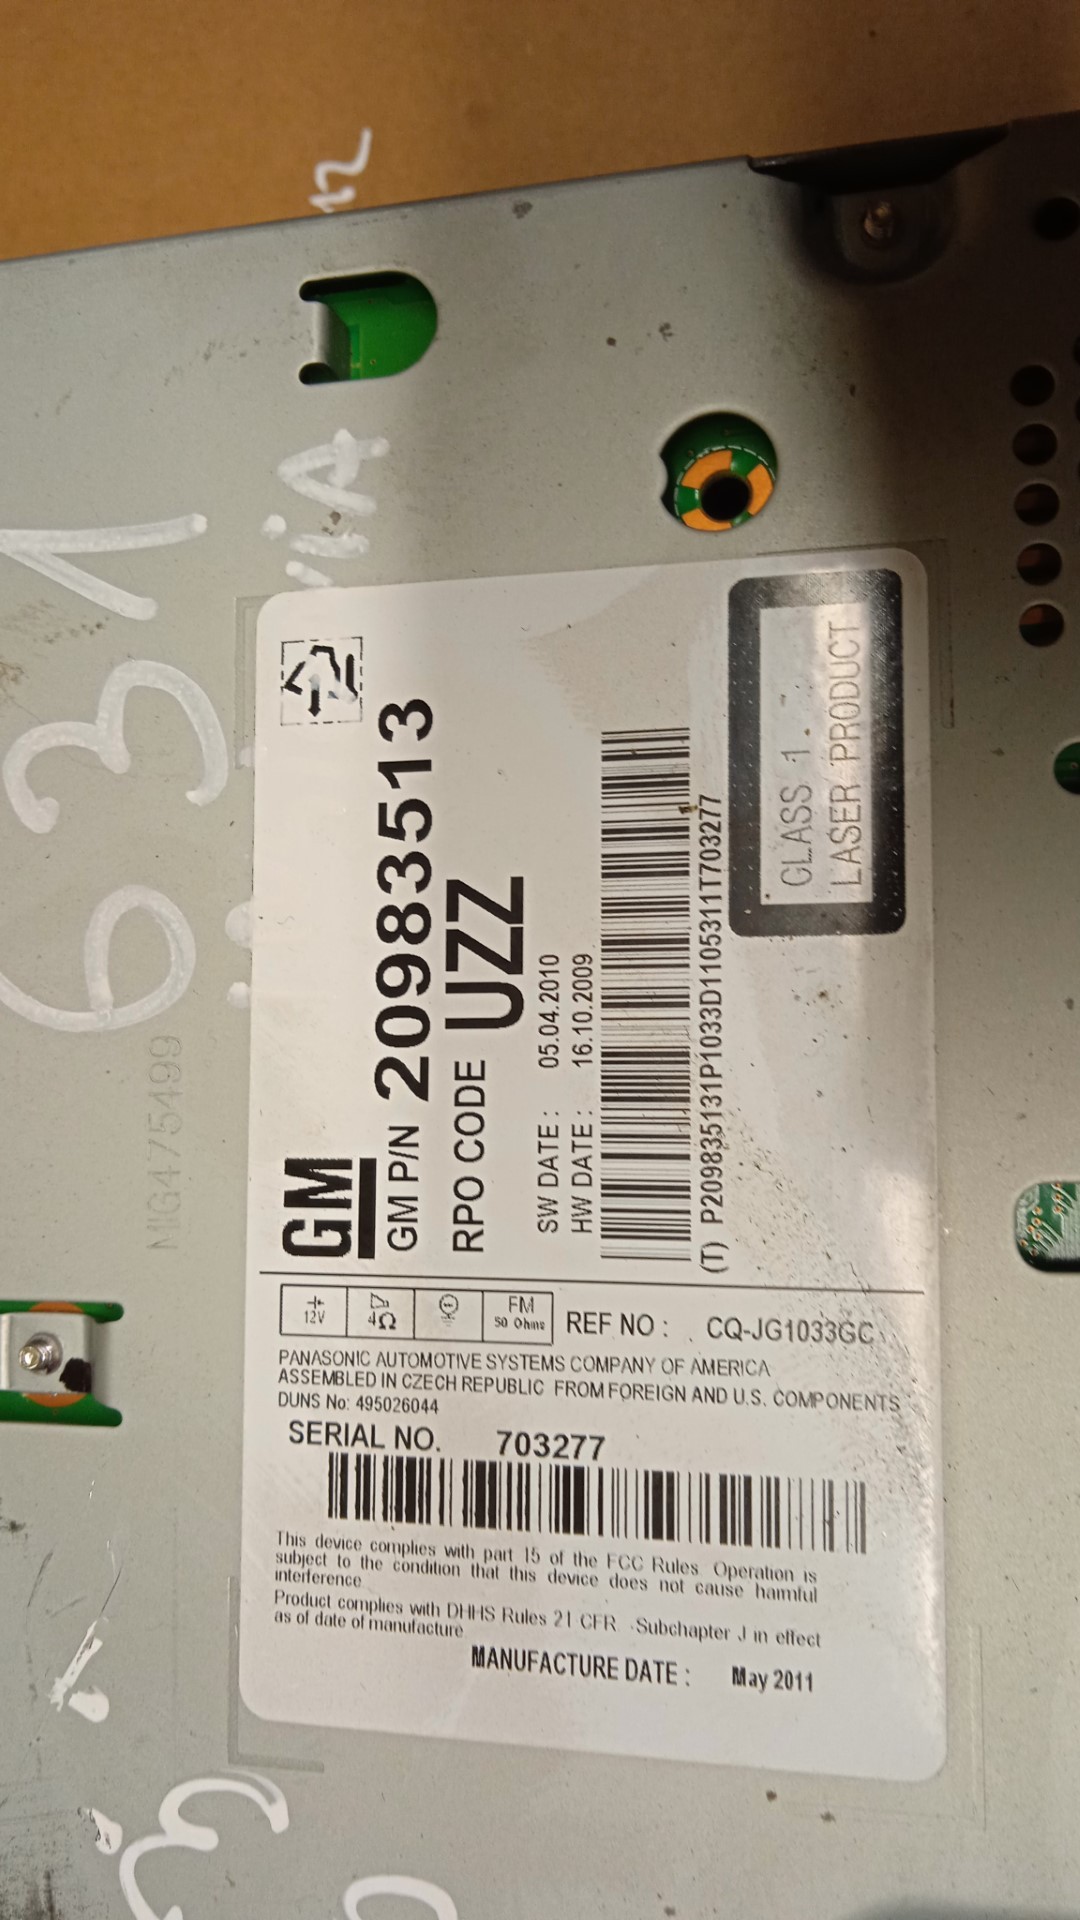 631
MIG475499
GM
GM P/N 20983513
RPO CODE UZZ
SW DATE : 05.04.2010
HW DATE : 16.10.2009
(T) P209835131P1033D1105311T703277
CLASS 1
LASER PRODUCT
12V
4Ω
FM
50 Ohms
REF NO : CQ-JG1033GC
PANASONIC AUTOMOTIVE SYSTEMS COMPANY OF AMERICA
ASSEMBLED IN CZECH REPUBLIC FROM FOREIGN AND U.S. COMPONENTS
DUNS No: 495026044
SERIAL NO. 703277
This device complies with part 15 of the FCC Rules. Operation is
subject to the condition that this device does not cause harmful
interference
Product complies with DHHS Rules 21 CFR Subchapter J in effect
as of date of manufacture
MANUFACTURE DATE : May 2011